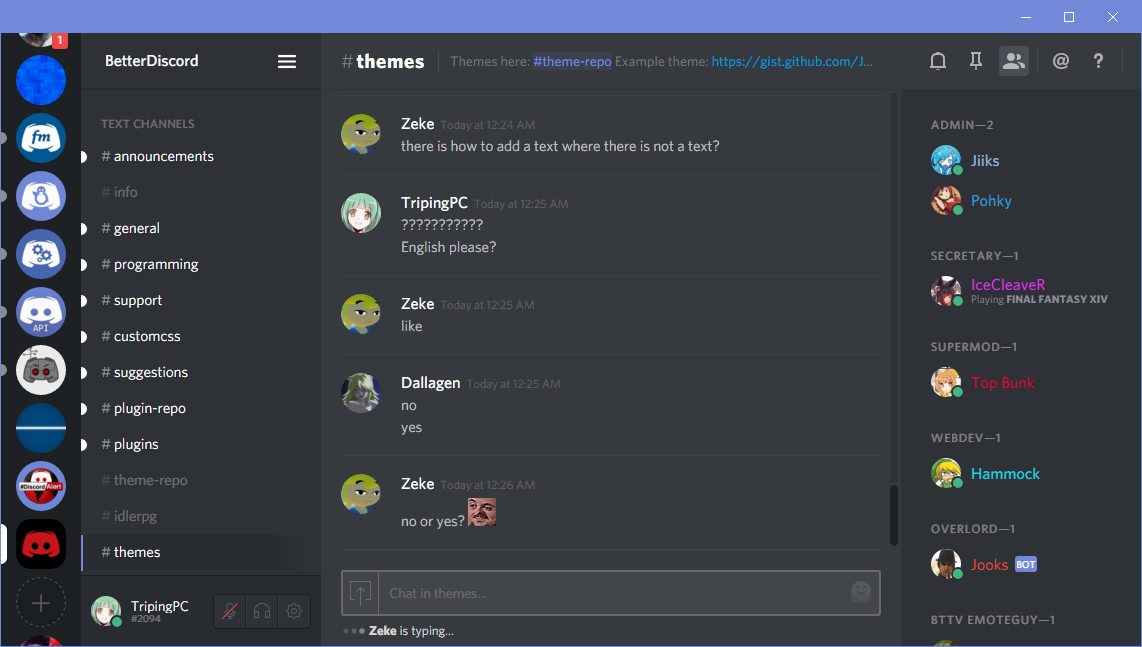 1
fm
API
#DiscordAlert
BetterDiscord
TEXT CHANNELS
# announcements
# info
# general
# programming
# support
# customcss
# suggestions
# plugin-repo
# plugins
# theme-repo
# idlerpg
# themes
TripingPC
#2094
#themes
Themes here: #theme-repo Example theme: https://gist.github.com/J...
@ ?
Zeke Today at 12:24 AM
there is how to add a text where there is not a text?
TripingPC Today at 12:25 AM
???????????
English please?
Zeke Today at 12:25 AM
like
Dallagen Today at 12:25 AM
no
yes
Zeke Today at 12:26 AM
no or yes?
Chat in themes...
Zeke is typing...
ADMIN—2
Jiiks
Pohky
SECRETARY—1
IceCleaveR
Playing FINAL FANTASY XIV
SUPERMOD—1
Top Bunk
WEBDEV—1
Hammock
OVERLORD—1
Jooks BOT
BTTV EMOTEGUY—1